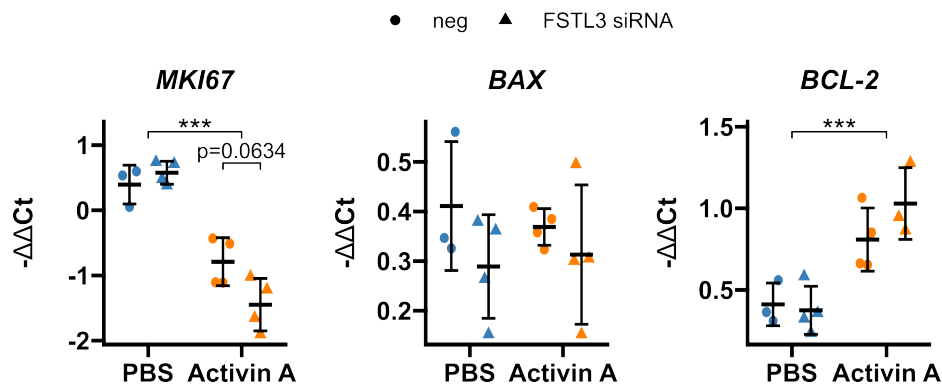 neg FSTL3 siRNA
MKI67
-ΔΔCt
1
0
-1
-2
***
p=0.0634
PBS Activin A
BAX
-ΔΔCt
0.5
0.4
0.3
0.2
PBS Activin A
BCL-2
-ΔΔCt
1.5
1.0
0.5
***
PBS Activin A